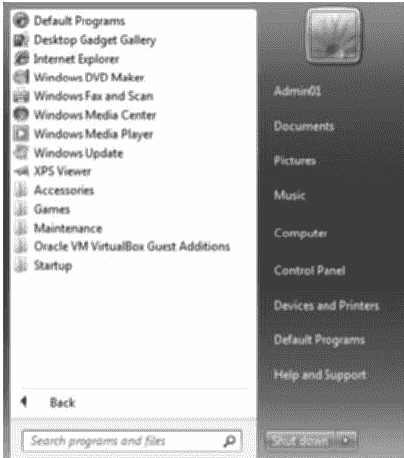 Default Programs
Desktop Gadget Gallery
Internet Explorer
Windows DVD Maker
Windows Fax and Scan
Windows Media Center
Windows Media Player
Windows Update
XPS Viewer
Accessories
Games
Maintenance
Oracle VM VirtualBox Guest Additions
Startup
Back
Search programs and files
Admin01
Documents
Pictures
Music
Computer
Control Panel
Devices and Printers
Default Programs
Help and Support
Shut down